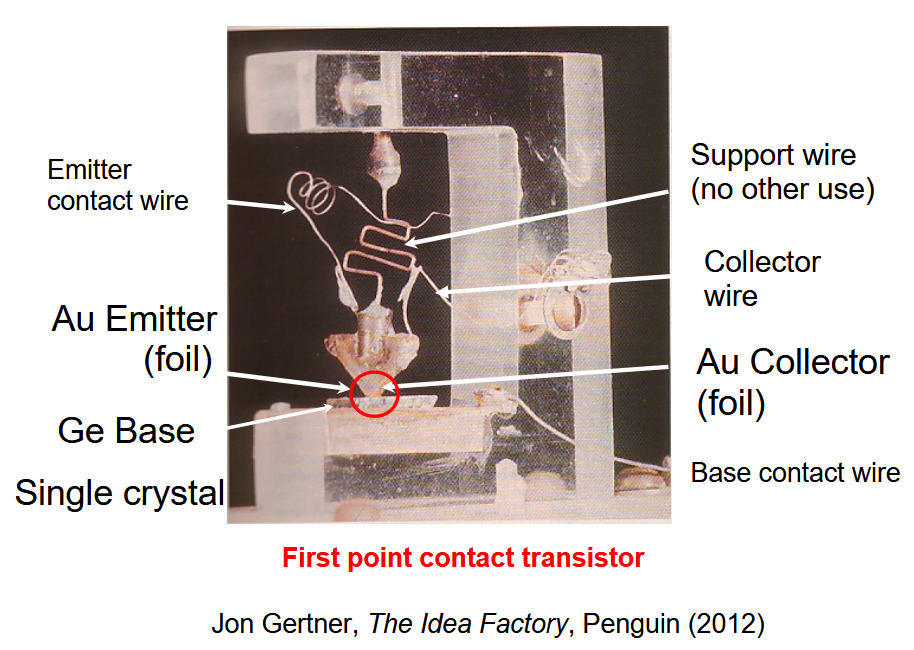 Emitter
contact wire
Support wire
(no other use)
Collector
wire
Au Emitter
(foil)
Au Collector
(foil)
Ge Base
Single crystal
Base contact wire
First point contact transistor
Jon Gertner, The Idea Factory, Penguin (2012)